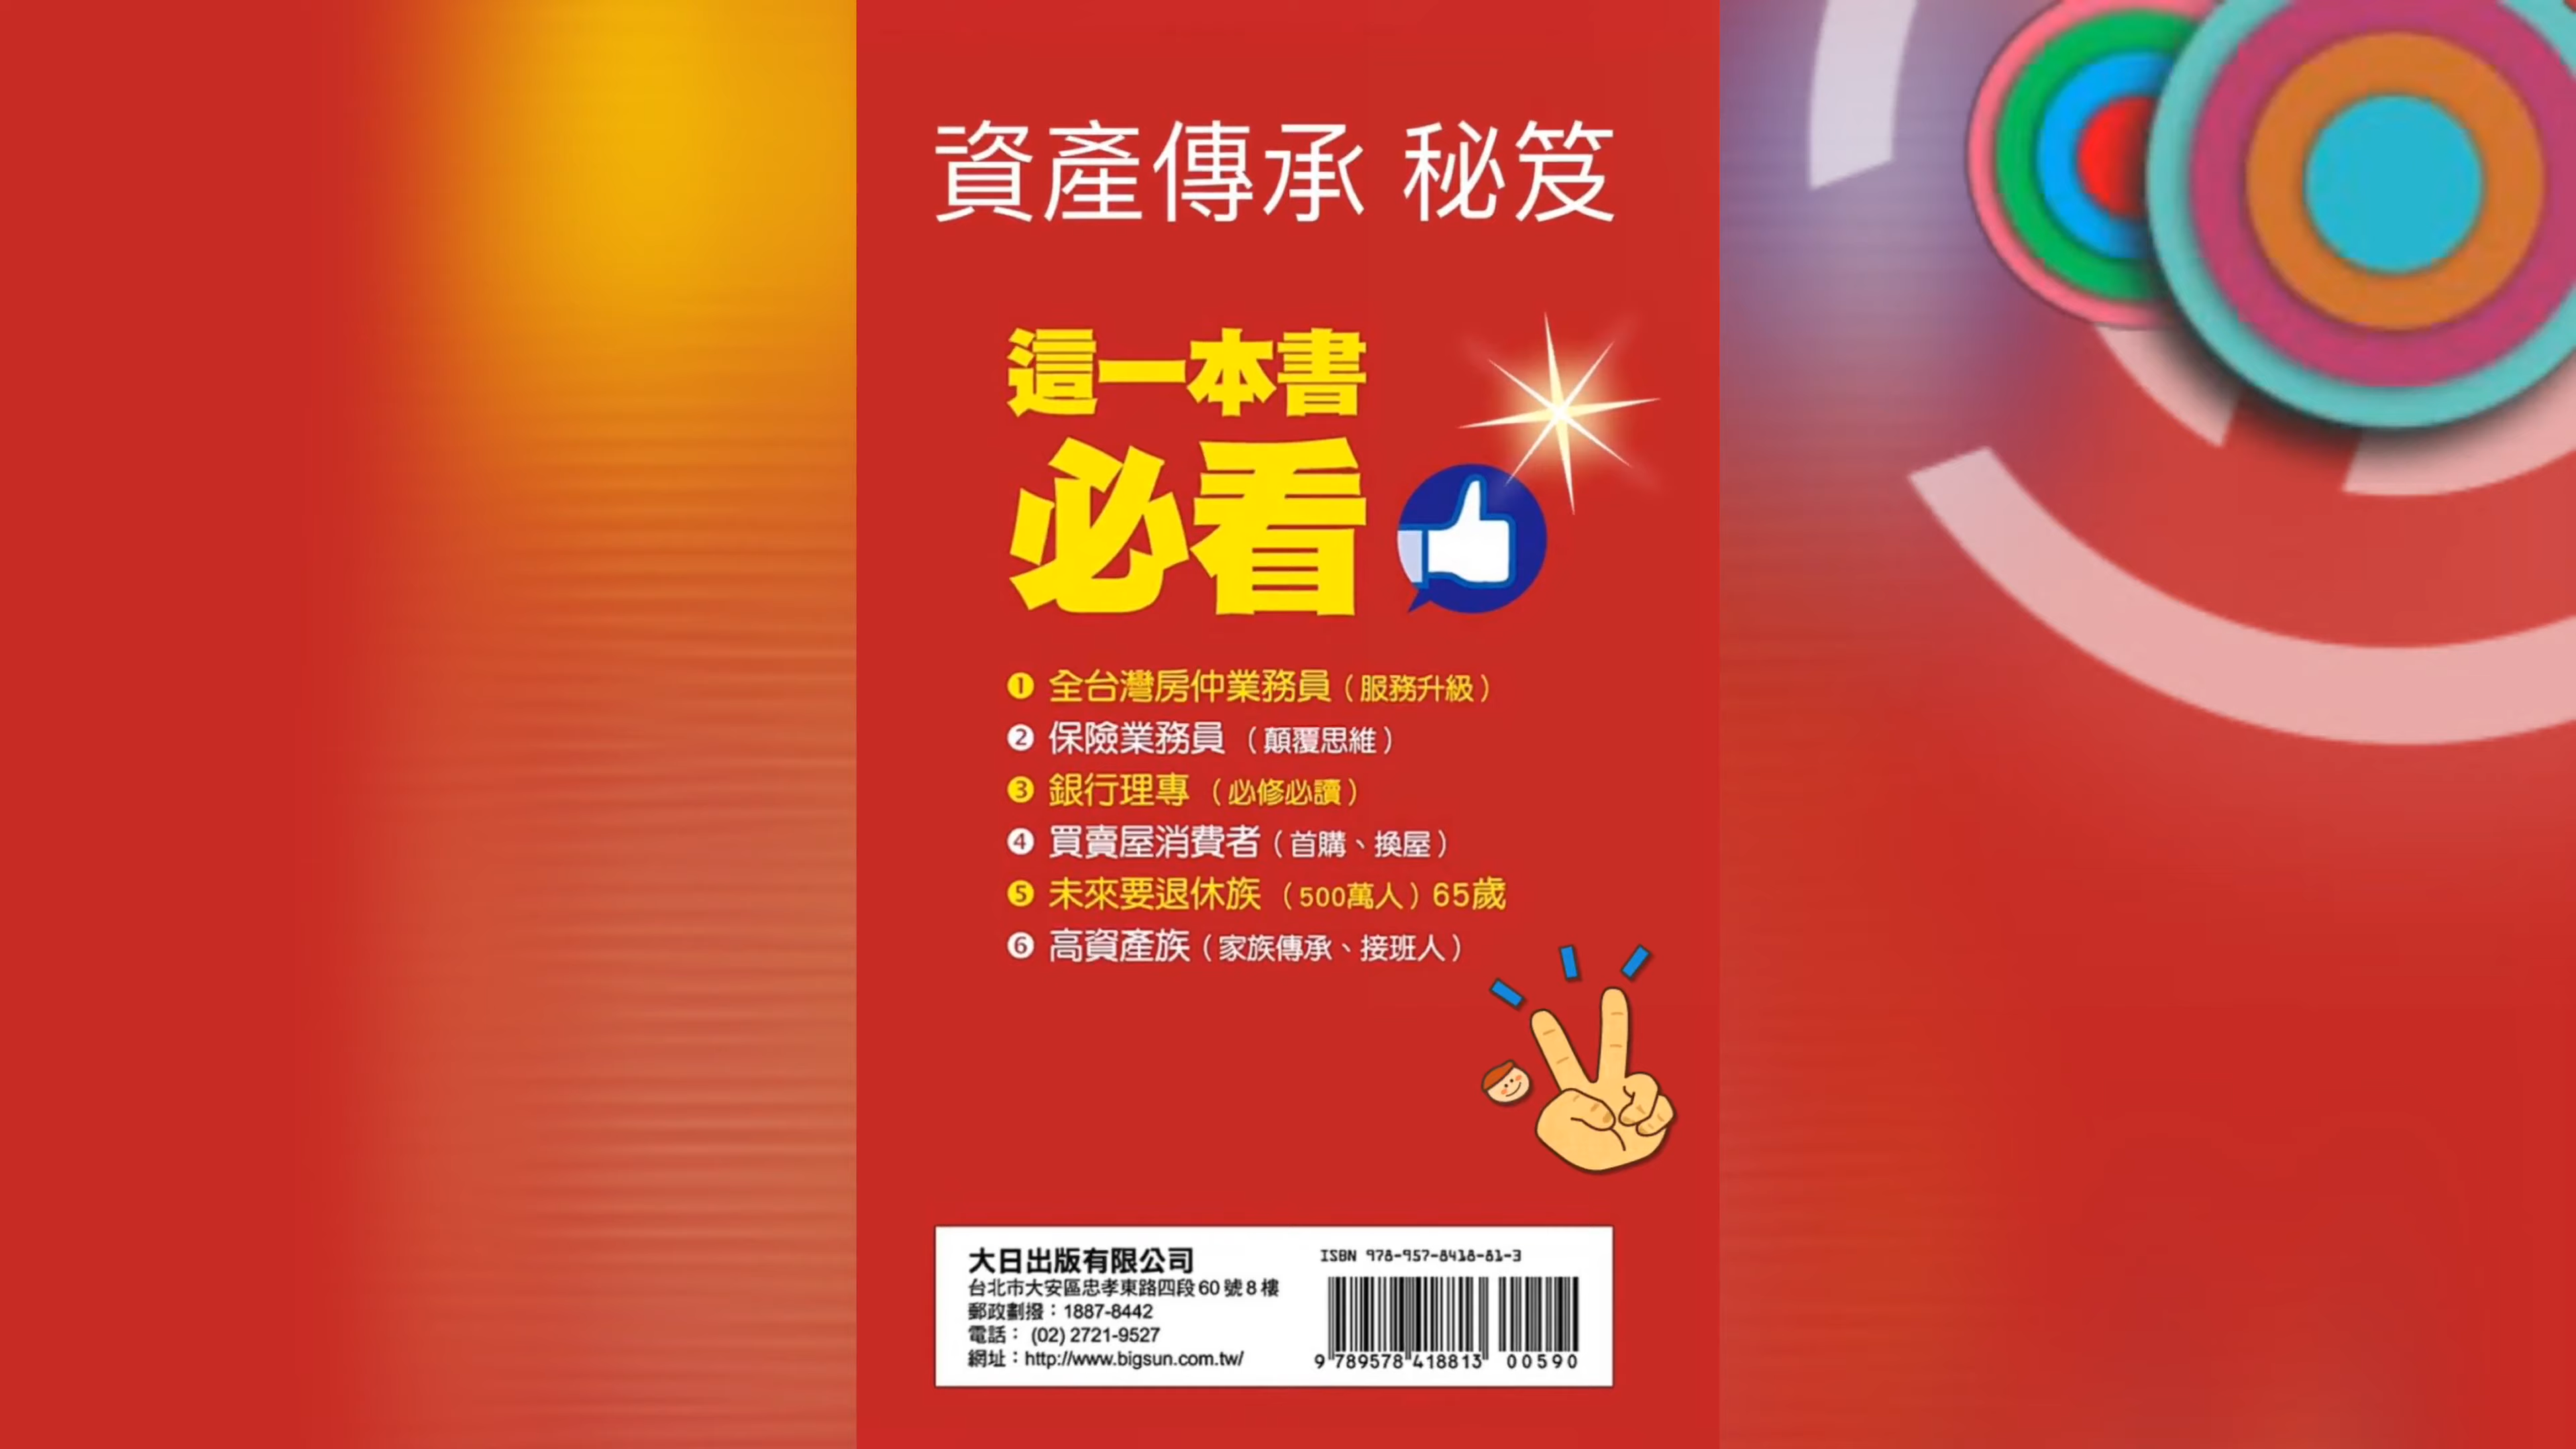 資產傳承 秘笈
這一本書
必看
❶ 全台灣房仲業務員（服務升級）
❷ 保險業務員（顛覆思維）
❸ 銀行理專（必修必讀）
❹ 買賣屋消費者（首購、換屋）
❺ 未來要退休族（500萬人）65歲
❻ 高資產族（家族傳承、接班人）
大日出版有限公司
台北市大安區忠孝東路四段60號8樓
郵政劃撥：1887-8442
電話：(02) 2721-9527
網址：http://www.bigsun.com.tw/
ISBN 978-957-8418-81-3
9 789578 418813 00590